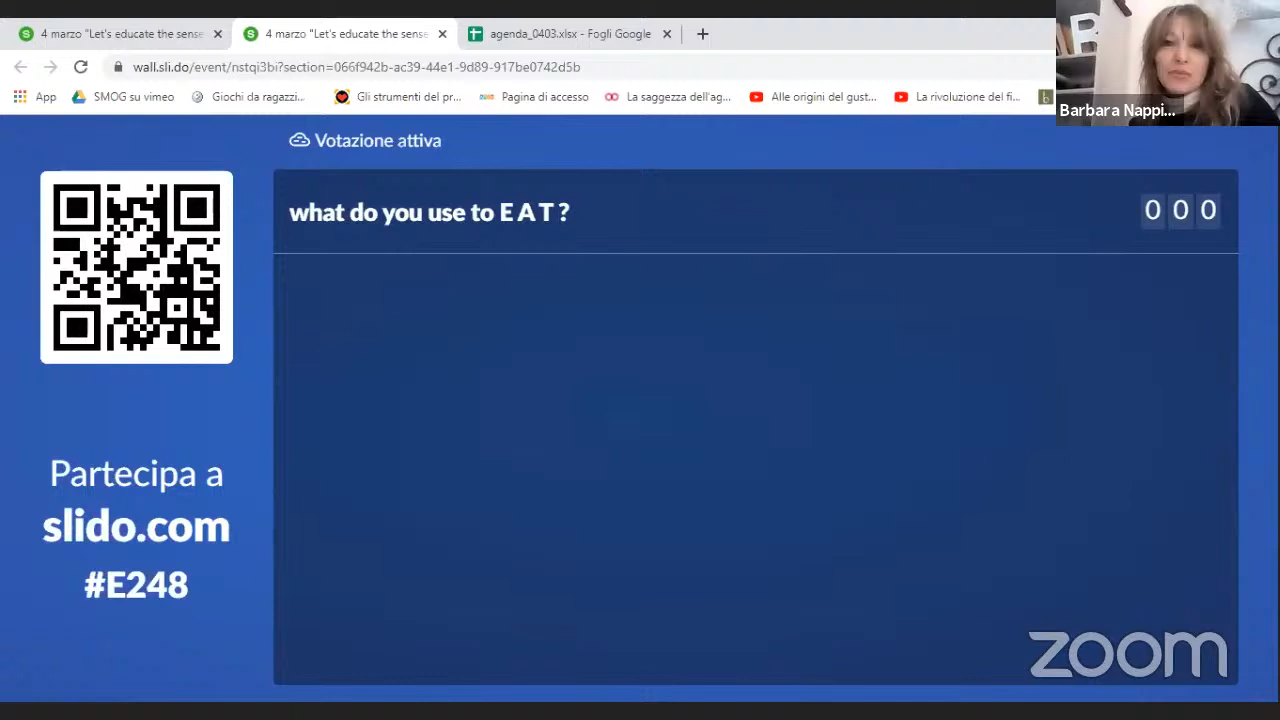 4 marzo "Let's educate the sense
4 marzo "Let's educate the sense
agenda_0403.xlsx - Fogli Google
wall.sli.do/event/nstqi3bi?section=066f942b-ac39-44e1-9d89-917be0742d5b
App
SMOG su vimeo
Giochi da ragazzi...
Gli strumenti del pr...
Pagina di accesso
La saggezza dell'ag...
Alle origini del gust...
La rivoluzione del fi...
Barbara Nappi...
Votazione attiva
what do you use to E A T ?
0 0 0
Partecipa a
slido.com
#E248
zoom